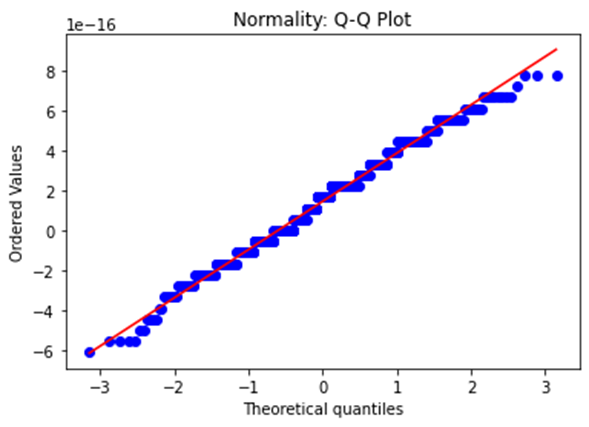 Normality: Q-Q Plot
1e−16
8
6
4
2
0
−2
−4
−6
Ordered Values
−3 −2 −1 0 1 2 3
Theoretical quantiles